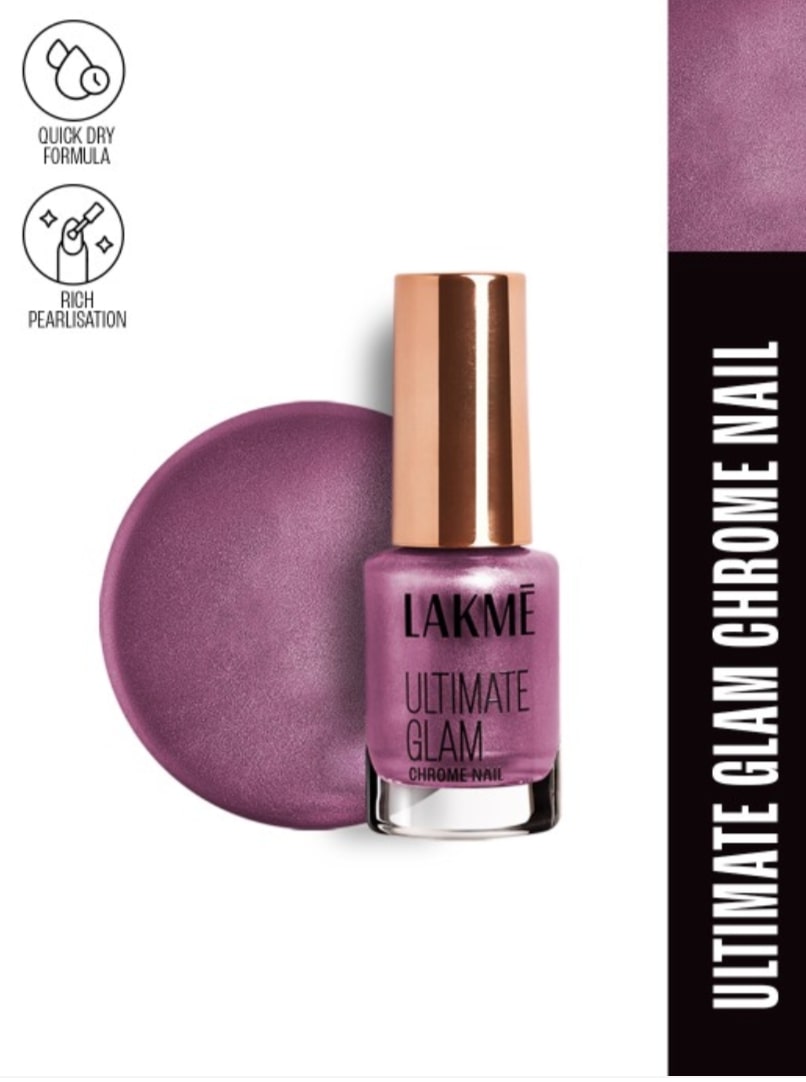 QUICK DRY
FORMULA
RICH
PEARLISATION
LAKMĒ
ULTIMATE
GLAM
CHROME NAIL
ULTIMATE GLAM CHROME NAIL